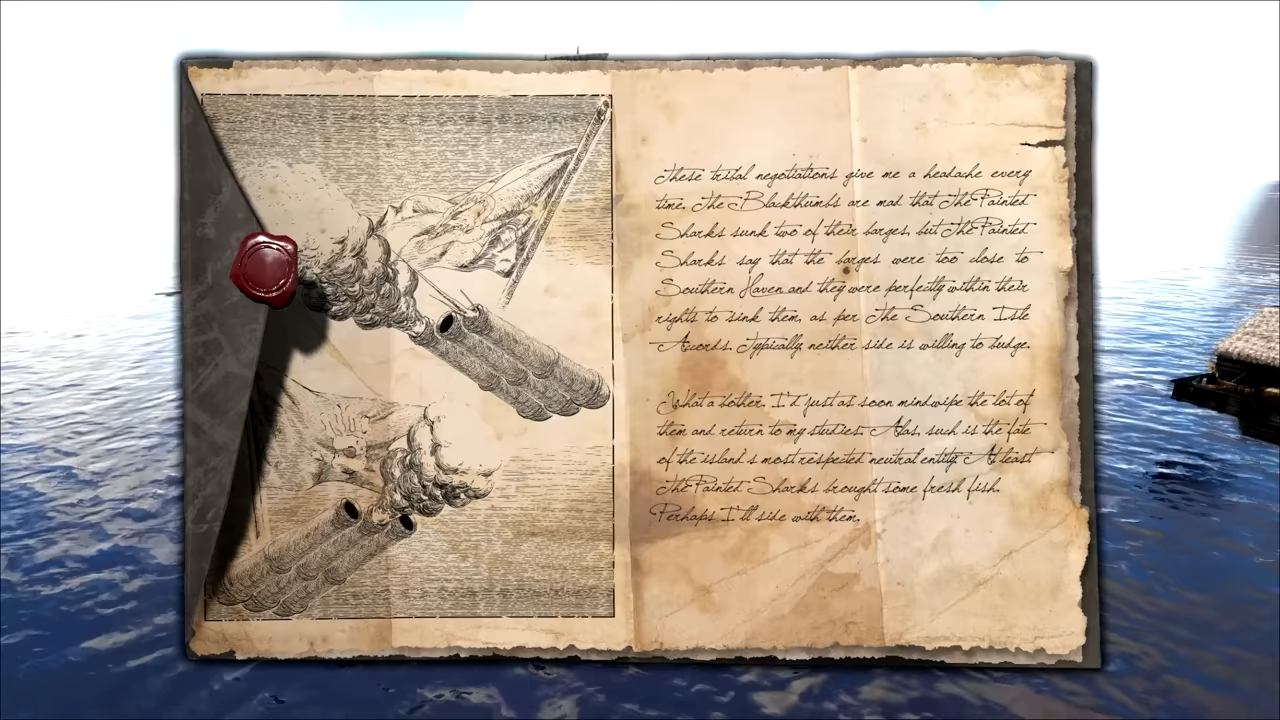 These tribal negotiations give me a headache every
time. The Blackthumbs are mad that The Painted
Sharks sunk two of their barges, but The Painted
Sharks say that the barges were too close to
Southern Haven and they were perfectly within their
rights to sink them, as per The Southern Isle
Acords. Typically, neither side is willing to budge.
What a bother. I'd just as soon mindwipe the lot of
them and return to my studies. Alas, such is the fate
of the island's most respected neutral entity. At least
The Painted Sharks brought some fresh fish.
Perhaps I'll side with them.